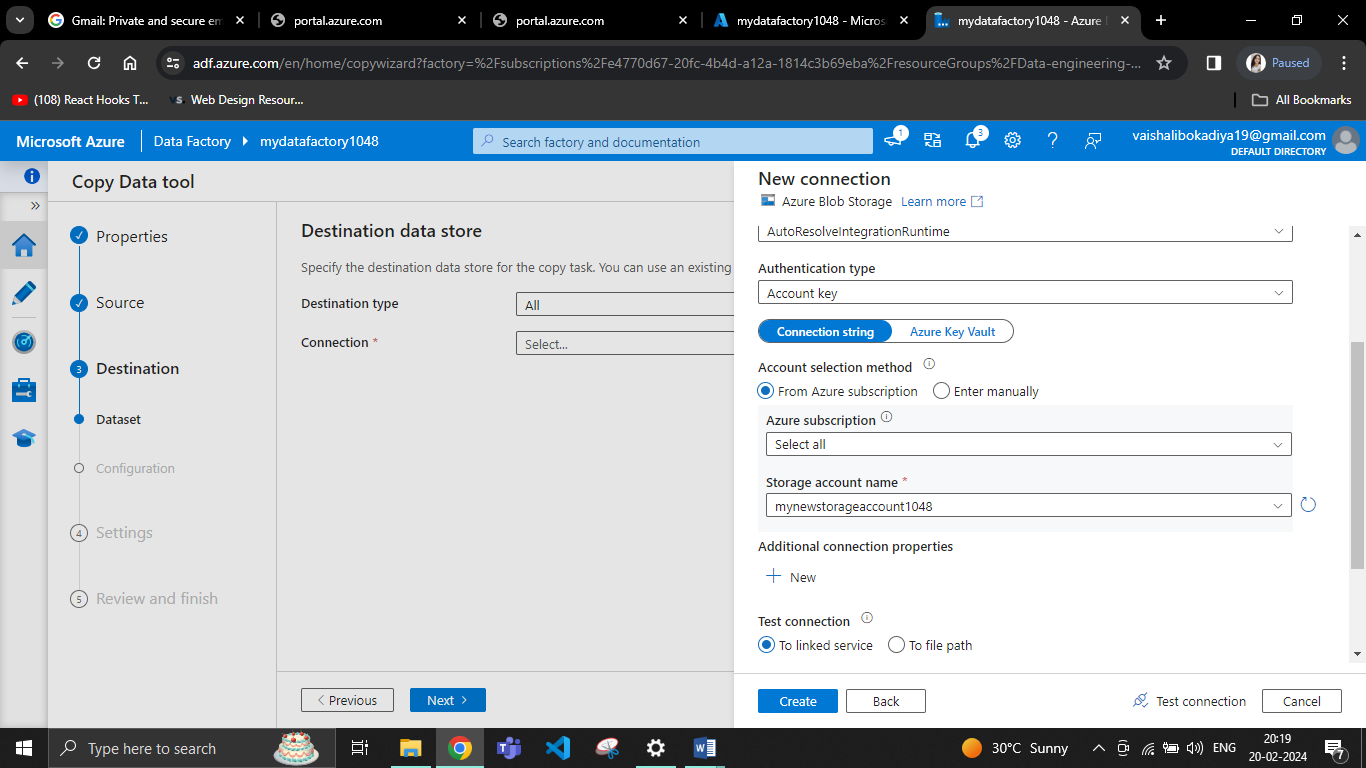 Gmail: Private and secure em
portal.azure.com
portal.azure.com
mydatafactory1048 - Micros
mydatafactory1048 - Azure
adf.azure.com/en/home/copywizard?factory=%2Fsubscriptions%2Fe4770d67-20fc-4b4d-a12a-1814c3b69eba%2FresourceGroups%2FData-engineering-...
Paused
(108) React Hooks T...
VS
Web Design Resour...
All Bookmarks
Microsoft Azure
Data Factory
mydatafactory1048
Search factory and documentation
1
3
vaishalibokadiya19@gmail.com
DEFAULT DIRECTORY
Copy Data tool
Properties
Source
3 Destination
Dataset
Configuration
4 Settings
5 Review and finish
Destination data store
Specify the destination data store for the copy task. You can use an existing
Destination type
All
Connection *
Select...
Previous
Next
New connection
Azure Blob Storage Learn more
AutoResolveIntegrationRuntime
Authentication type
Account key
Connection string
Azure Key Vault
Account selection method
From Azure subscription
Enter manually
Azure subscription
Select all
Storage account name *
mynewstorageaccount1048
Additional connection properties
New
Test connection
To linked service
To file path
Create
Back
Test connection
Cancel
Type here to search
30°C Sunny
ENG
20:19
20-02-2024
7